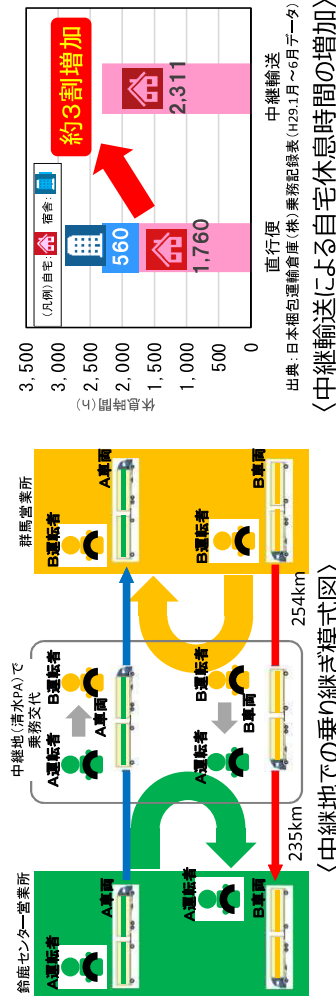 鈴鹿センター営業所
中継地(清水PA)で
乗務交代
群馬営業所
A運転者
A車両
A運転者
B運転者
A車両
B運転者
A車両
A運転者
B車両
A運転者
B運転者
B車両
B運転者
B車両
235km
254km
〈中継地での乗り継ぎ模式図〉
3,500
3,000
2,500
2,000
1,500
1,000
500
0
休息時間(h)
(凡例)自宅:
宿舎:
約3割増加
560
1,760
2,311
直行便
中継輸送
出典:日本梱包運輸倉庫(株)乗務記録表(H29.1月~6月データ)
〈中継輸送による自宅休息時間の増加〉